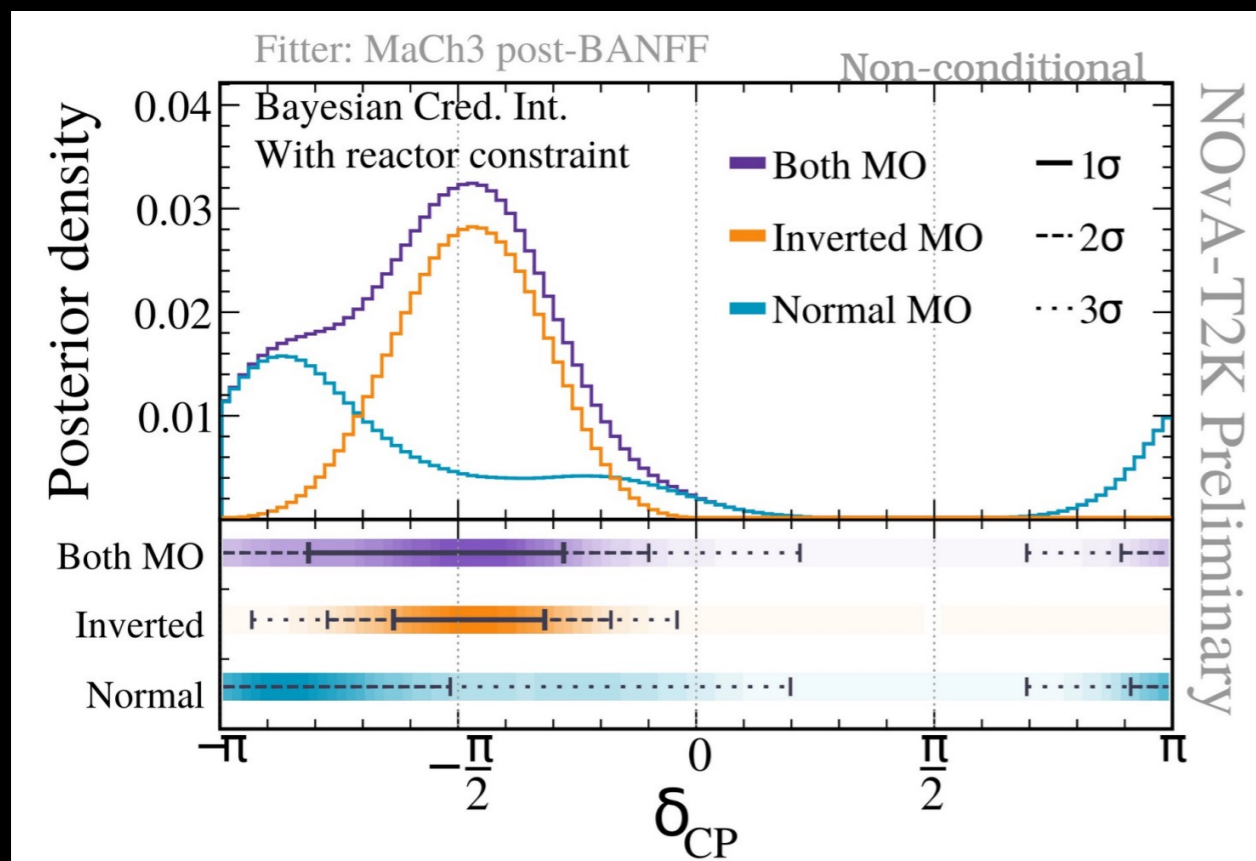 Fitter: MaCh3 post-BANFF
Non-conditional
Bayesian Cred. Int.
With reactor constraint
Both MO
1σ
Inverted MO
2σ
Normal MO
3σ
Posterior density
0.04
0.03
0.02
0.01
Both MO
Inverted
Normal
−π
−π/2
0
π/2
π
δCP
NOvA-T2K Preliminary